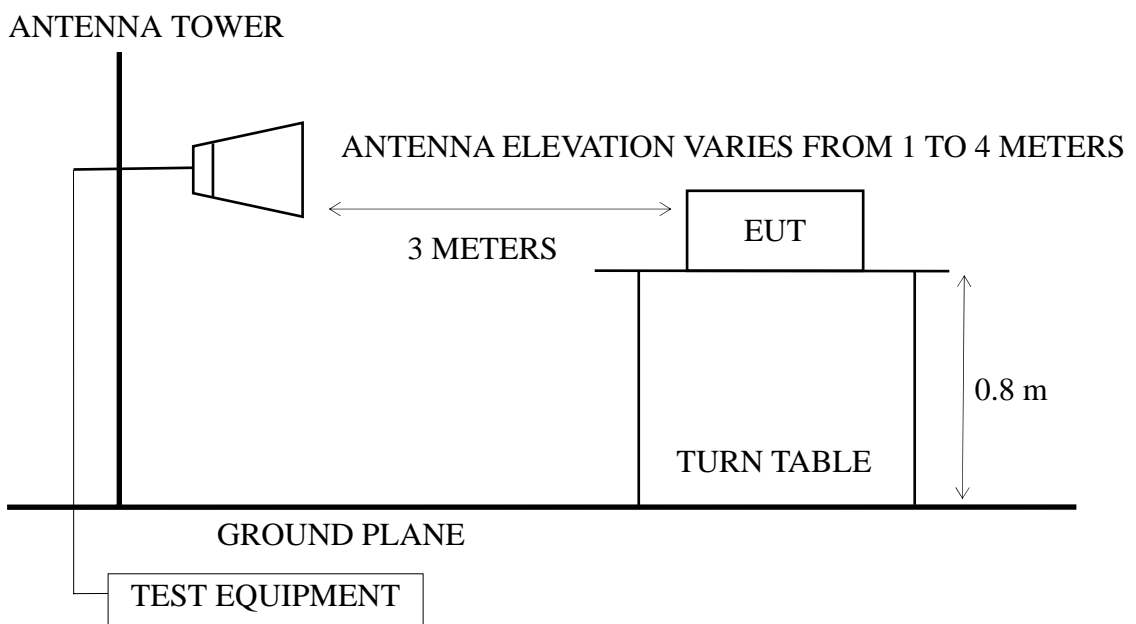 ANTENNA TOWER
ANTENNA ELEVATION VARIES FROM 1 TO 4 METERS
EUT
3 METERS
0.8 m
TURN TABLE
GROUND PLANE
TEST EQUIPMENT